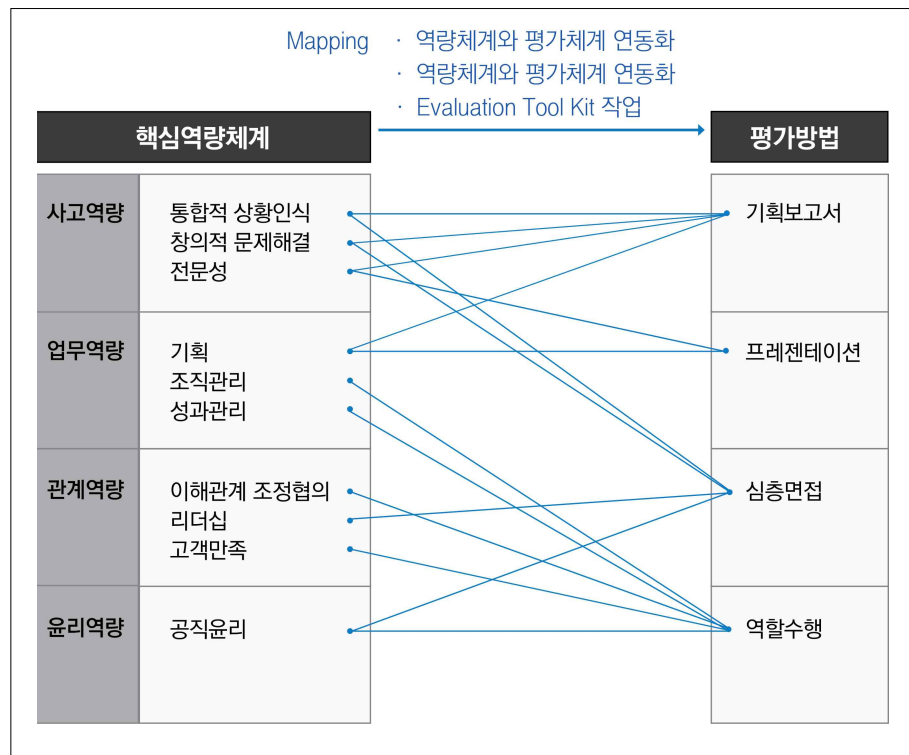 Mapping · 역량체계와 평가체계 연동화
· 역량체계와 평가체계 연동화
· Evaluation Tool Kit 작업
핵심역량체계
평가방법
사고역량
통합적 상황인식
창의적 문제해결
전문성
기획보고서
업무역량
기획
조직관리
성과관리
프레젠테이션
관계역량
이해관계 조정협의
리더십
고객만족
심층면접
윤리역량
공직윤리
역할수행